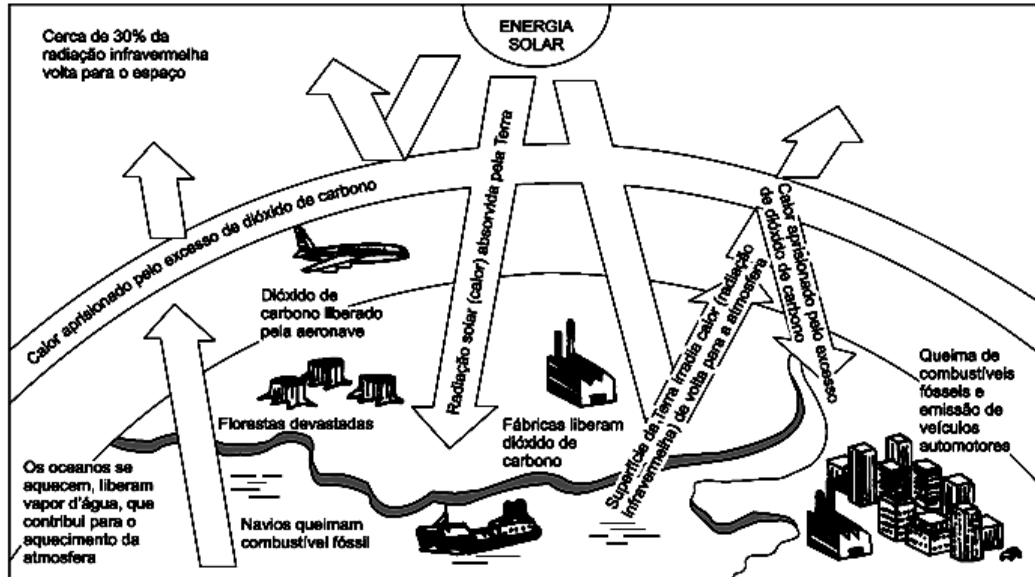 ENERGIA
SOLAR
Cerca de 30% da
radiação infravermelha
volta para o espaço
Calor aprisionado pelo excesso de dióxido de carbono
Radiação solar (calor) absorvida pela Terra
Calor aprisionado pelo excesso
de dióxido de carbono
Superfície da Terra irradia calor (radiação
infravermelha) de volta para a atmosfera
Dióxido de
carbono liberado
pela aeronave
Florestas devastadas
Fábricas liberam
dióxido de
carbono
Queima de
combustíveis
fósseis e
emissão de
veículos
automotores
Os oceanos se
aquecem, liberam
vapor d'água, que
contribui para o
aquecimento da
atmosfera
Navios queimam
combustível fóssil